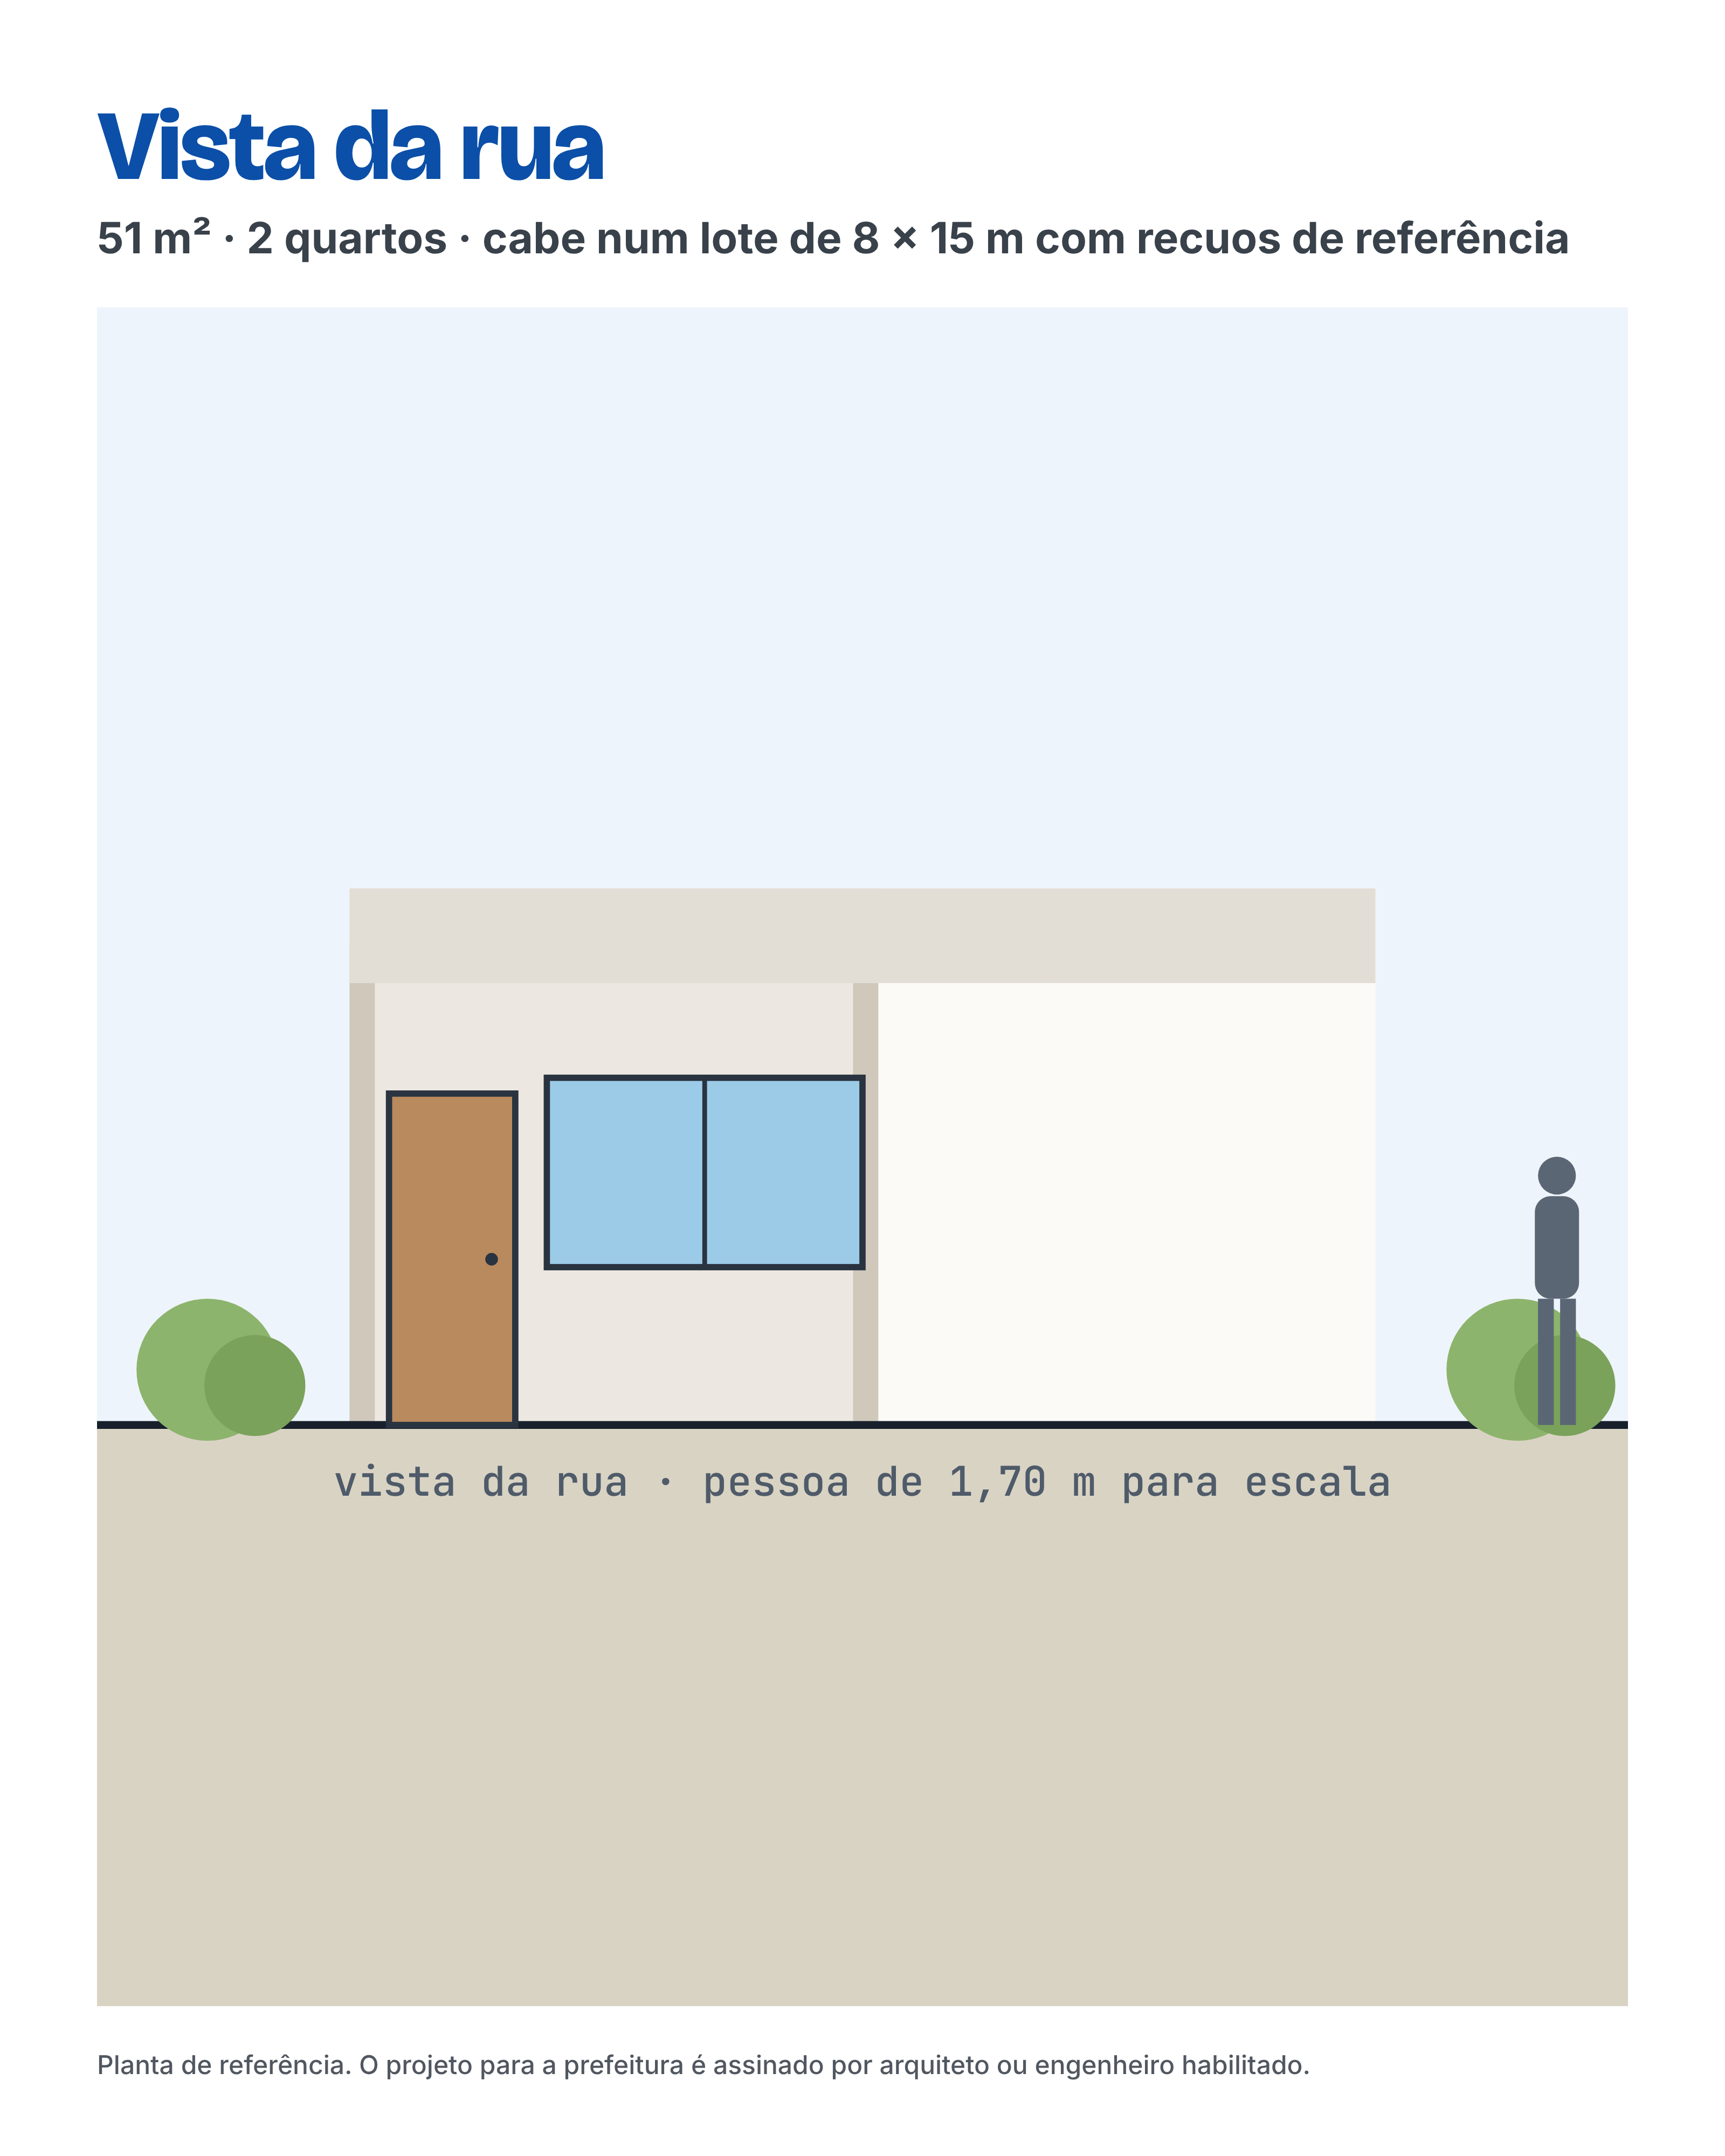 Vista da rua
51 m² · 2 quartos · cabe num lote de 8 × 15 m com recuos de referência
vista da rua · pessoa de 1,70 m para escala
Planta de referência. O projeto para a prefeitura é assinado por arquiteto ou engenheiro habilitado.